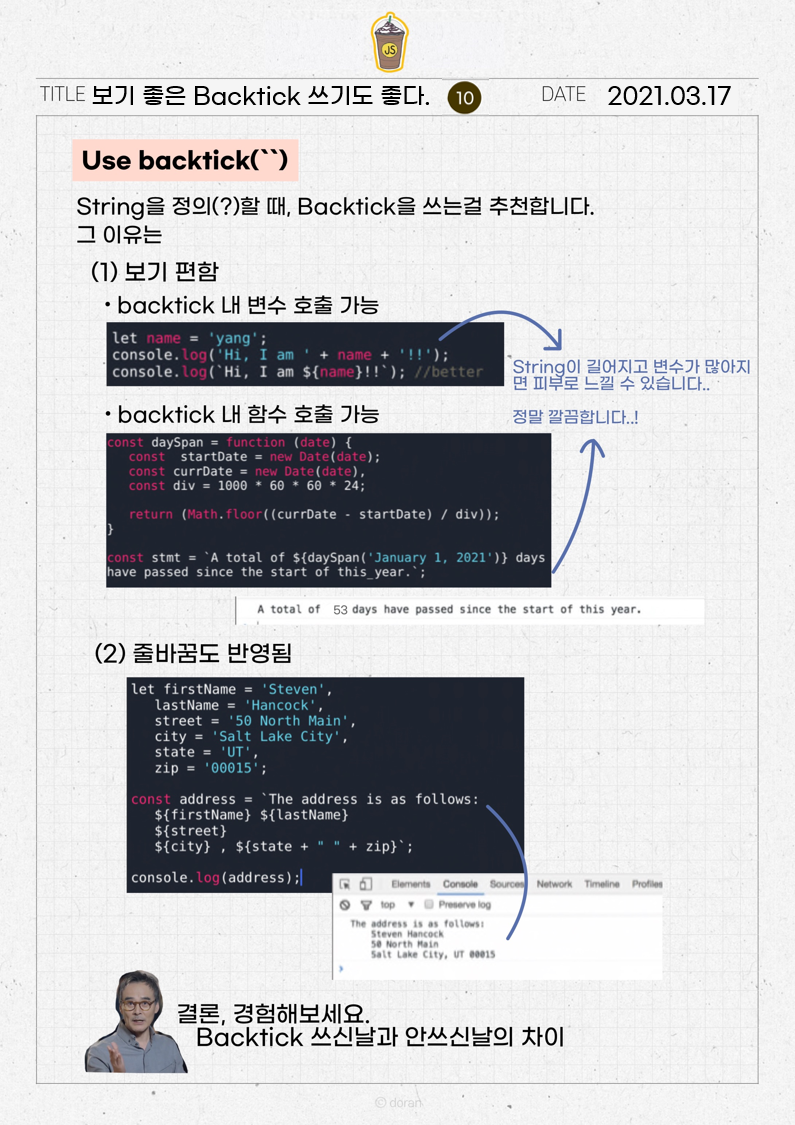 JS
TITLE 보기 좋은 Backtick 쓰기도 좋다. 10 DATE 2021.03.17
Use backtick(``)
String을 정의(?)할 때, Backtick을 쓰는걸 추천합니다.
그 이유는
(1) 보기 편함
• backtick 내 변수 호출 가능
let name = 'yang';
console.log('Hi, I am ' + name + '!!');
console.log(`Hi, I am ${name}!!`); //better
String이 길어지고 변수가 많아지
면 피부로 느낄 수 있습니다..
정말 깔끔합니다..!
• backtick 내 함수 호출 가능
const daySpan = function (date) {
const startDate = new Date(date);
const currDate = new Date(date),
const div = 1000 * 60 * 60 * 24;
return (Math.floor((currDate - startDate) / div));
}
const stmt = `A total of ${daySpan('January 1, 2021')} days
have passed since the start of this_year.`;
A total of 53 days have passed since the start of this year.
(2) 줄바꿈도 반영됨
let firstName = 'Steven',
lastName = 'Hancock',
street = '50 North Main',
city = 'Salt Lake City',
state = 'UT',
zip = '00015';
const address = `The address is as follows:
${firstName} ${lastName}
${street}
${city} , ${state + " " + zip}`;
console.log(address);
Elements Console Sources Network Timeline Profiles
top ▼ Preserve log
The address is as follows:
Steven Hancock
50 North Main
Salt Lake City, UT 00015
결론, 경험해보세요.
Backtick 쓰신날과 안쓰신날의 차이
© doran